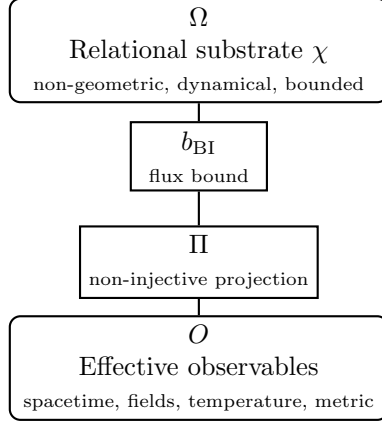 Ω
Relational substrate χ
non-geometric, dynamical, bounded
b_BI
flux bound
Π
non-injective projection
O
Effective observables
spacetime, fields, temperature, metric